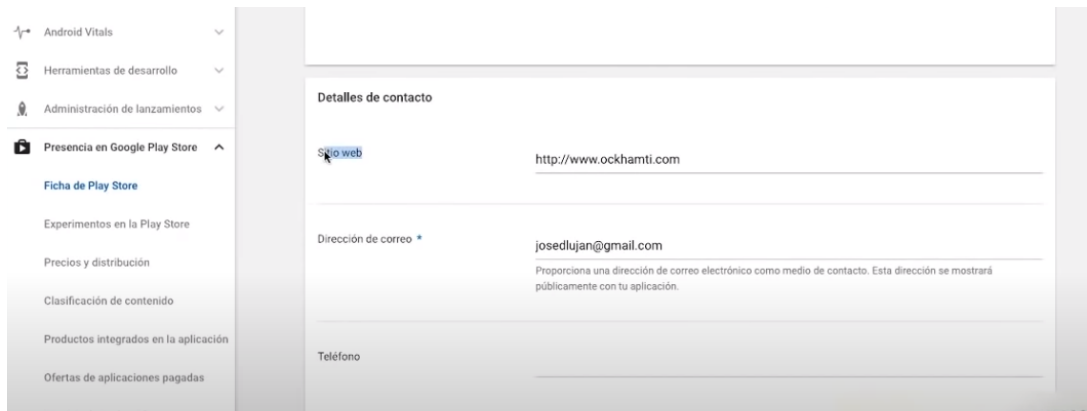 Android Vitals
Herramientas de desarrollo
Administración de lanzamientos
Presencia en Google Play Store
Ficha de Play Store
Experimentos en la Play Store
Precios y distribución
Clasificación de contenido
Productos integrados en la aplicación
Ofertas de aplicaciones pagadas
Detalles de contacto
Sitio web
http://www.ockhamti.com
Dirección de correo *
josedlujan@gmail.com
Proporciona una dirección de correo electrónico como medio de contacto. Esta dirección se mostrará
públicamente con tu aplicación.
Teléfono